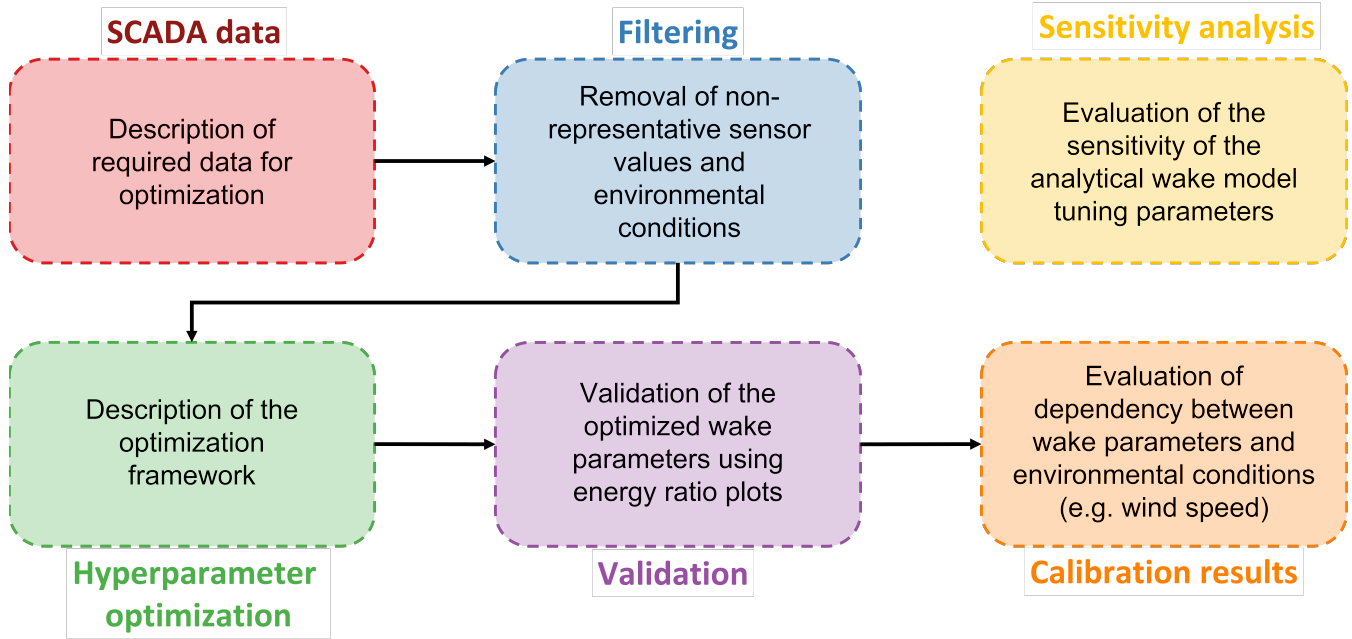 SCADA data
Description of
required data for
optimization
Filtering
Removal of non-
representative sensor
values and
environmental
conditions
Sensitivity analysis
Evaluation of the
sensitivity of the
analytical wake model
tuning parameters
Description of the
optimization
framework
Hyperparameter
optimization
Validation of the
optimized wake
parameters using
energy ratio plots
Validation
Evaluation of
dependency between
wake parameters and
environmental conditions
(e.g. wind speed)
Calibration results